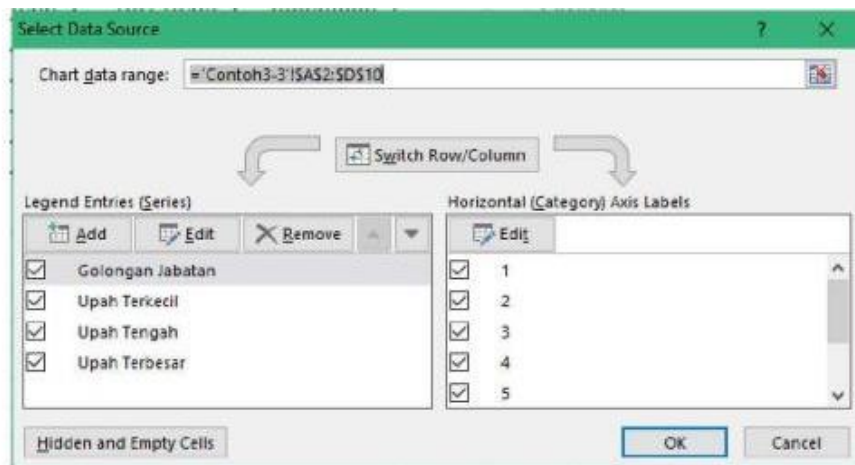 Select Data Source
?
Chart data range: ='Contoh3-3'!$A$2:$D$10
Switch Row/Column
Legend Entries (Series)
Add Edit Remove
Golongan Jabatan
Upah Terkecil
Upah Tengah
Upah Terbesar
Horizontal (Category) Axis Labels
Edit
1
2
3
4
5
Hidden and Empty Cells
OK Cancel